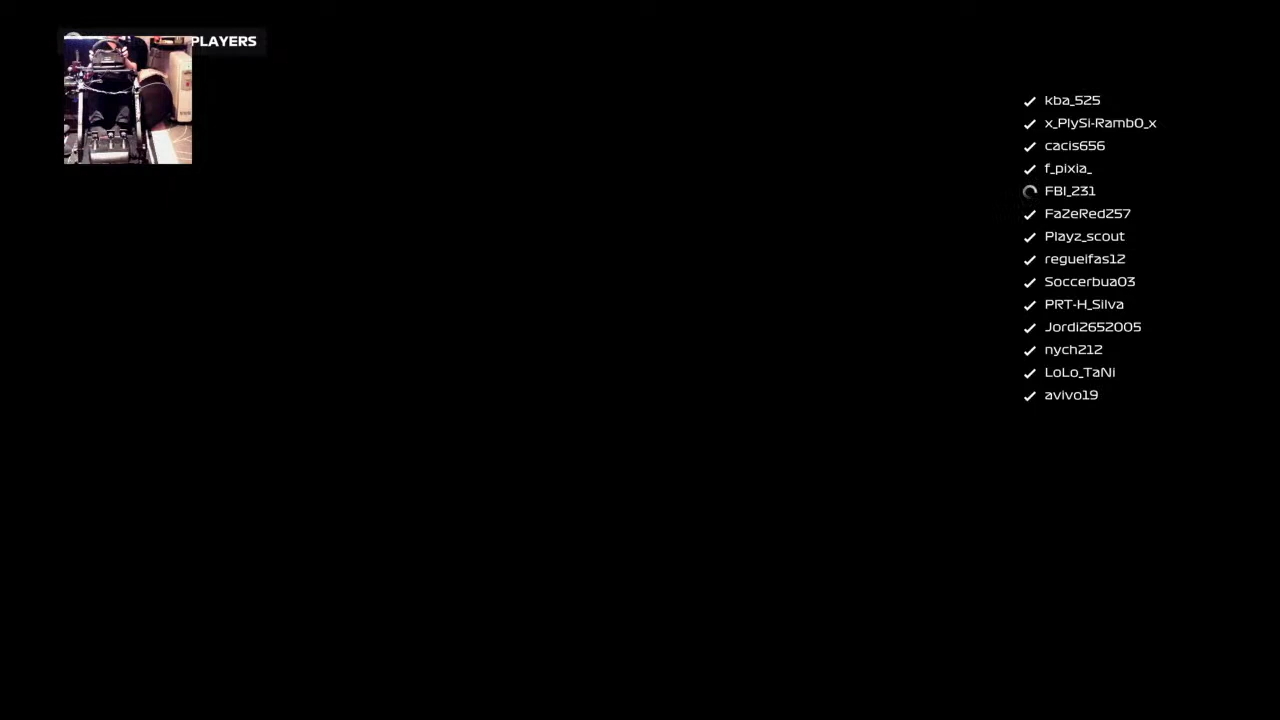 PLAYERS
kba_525
x_PlySi-Ramb0_x
cacis656
f_pixia_
FBI_231
FaZeRed257
Playz_scout
regueifas12
Soccerbua03
PRT-H_Silva
Jordi2652005
nych212
LoLo_TaNi
avivo19